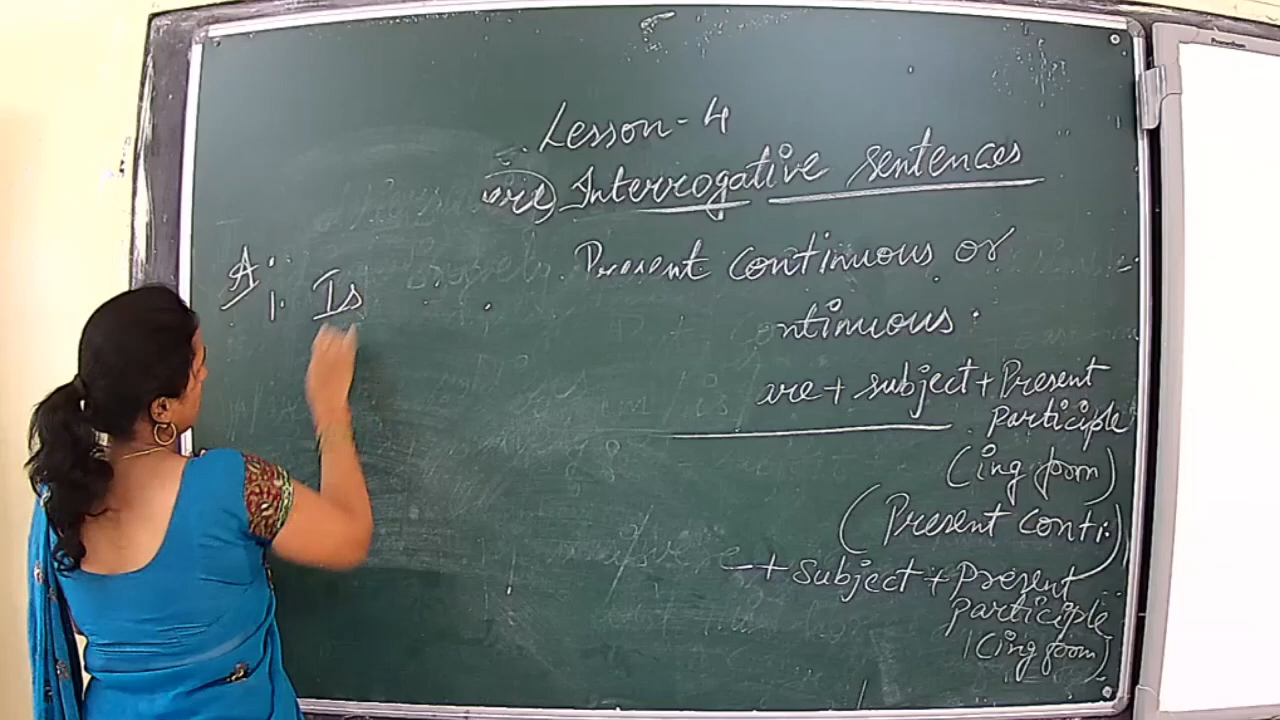 Lesson - 4
Interrogative sentences
Present continuous or
ntinuous.
A:
1. Is
are + subject + Present
participle
(ing form)
(Present conti:)
+ subject + Present
participle
(ing form)